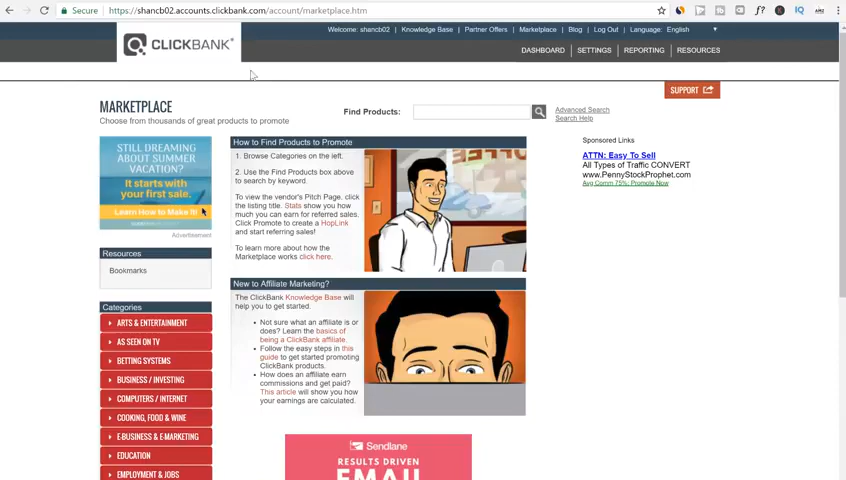 Secure
https://shancb02.accounts.clickbank.com/account/marketplace.htm
Welcome: shancb02 | Knowledge Base | Partner Offers | Marketplace | Blog | Log Out | Language: English
CLICKBANK
DASHBOARD | SETTINGS | REPORTING | RESOURCES
SUPPORT
MARKETPLACE
Choose from thousands of great products to promote
Find Products:
Advanced Search
Search Help
STILL DREAMING
ABOUT SUMMER
VACATION?
It starts with
your first sale.
Learn How to Make It!
Advertisement
Resources
Bookmarks
Categories
ARTS & ENTERTAINMENT
AS SEEN ON TV
BETTING SYSTEMS
BUSINESS / INVESTING
COMPUTERS / INTERNET
COOKING, FOOD & WINE
E-BUSINESS & E-MARKETING
EDUCATION
EMPLOYMENT & JOBS
How to Find Products to Promote
1. Browse Categories on the left.
2. Use the Find Products box above
to search by keyword.
To view the vendor's Pitch Page, click
the listing title. Stats show you how
much you can earn for referred sales.
Click Promote to create a HopLink
and start referring sales!
To learn more about how the
Marketplace works click here.
New to Affiliate Marketing?
The ClickBank Knowledge Base will
help you to get started.
Not sure what an affiliate is or
does? Learn the basics of
being a ClickBank affiliate.
Follow the easy steps in this
guide to get started promoting
ClickBank products.
How does an affiliate earn
commissions and get paid?
This article will show you how
your earnings are calculated.
Sendlane
RESULTS DRIVEN
EMAIL
Sponsored Links
ATTN: Easy To Sell
All Types of Traffic CONVERT
www.PennyStockProphet.com
Avg Comm 75%: Promote Now